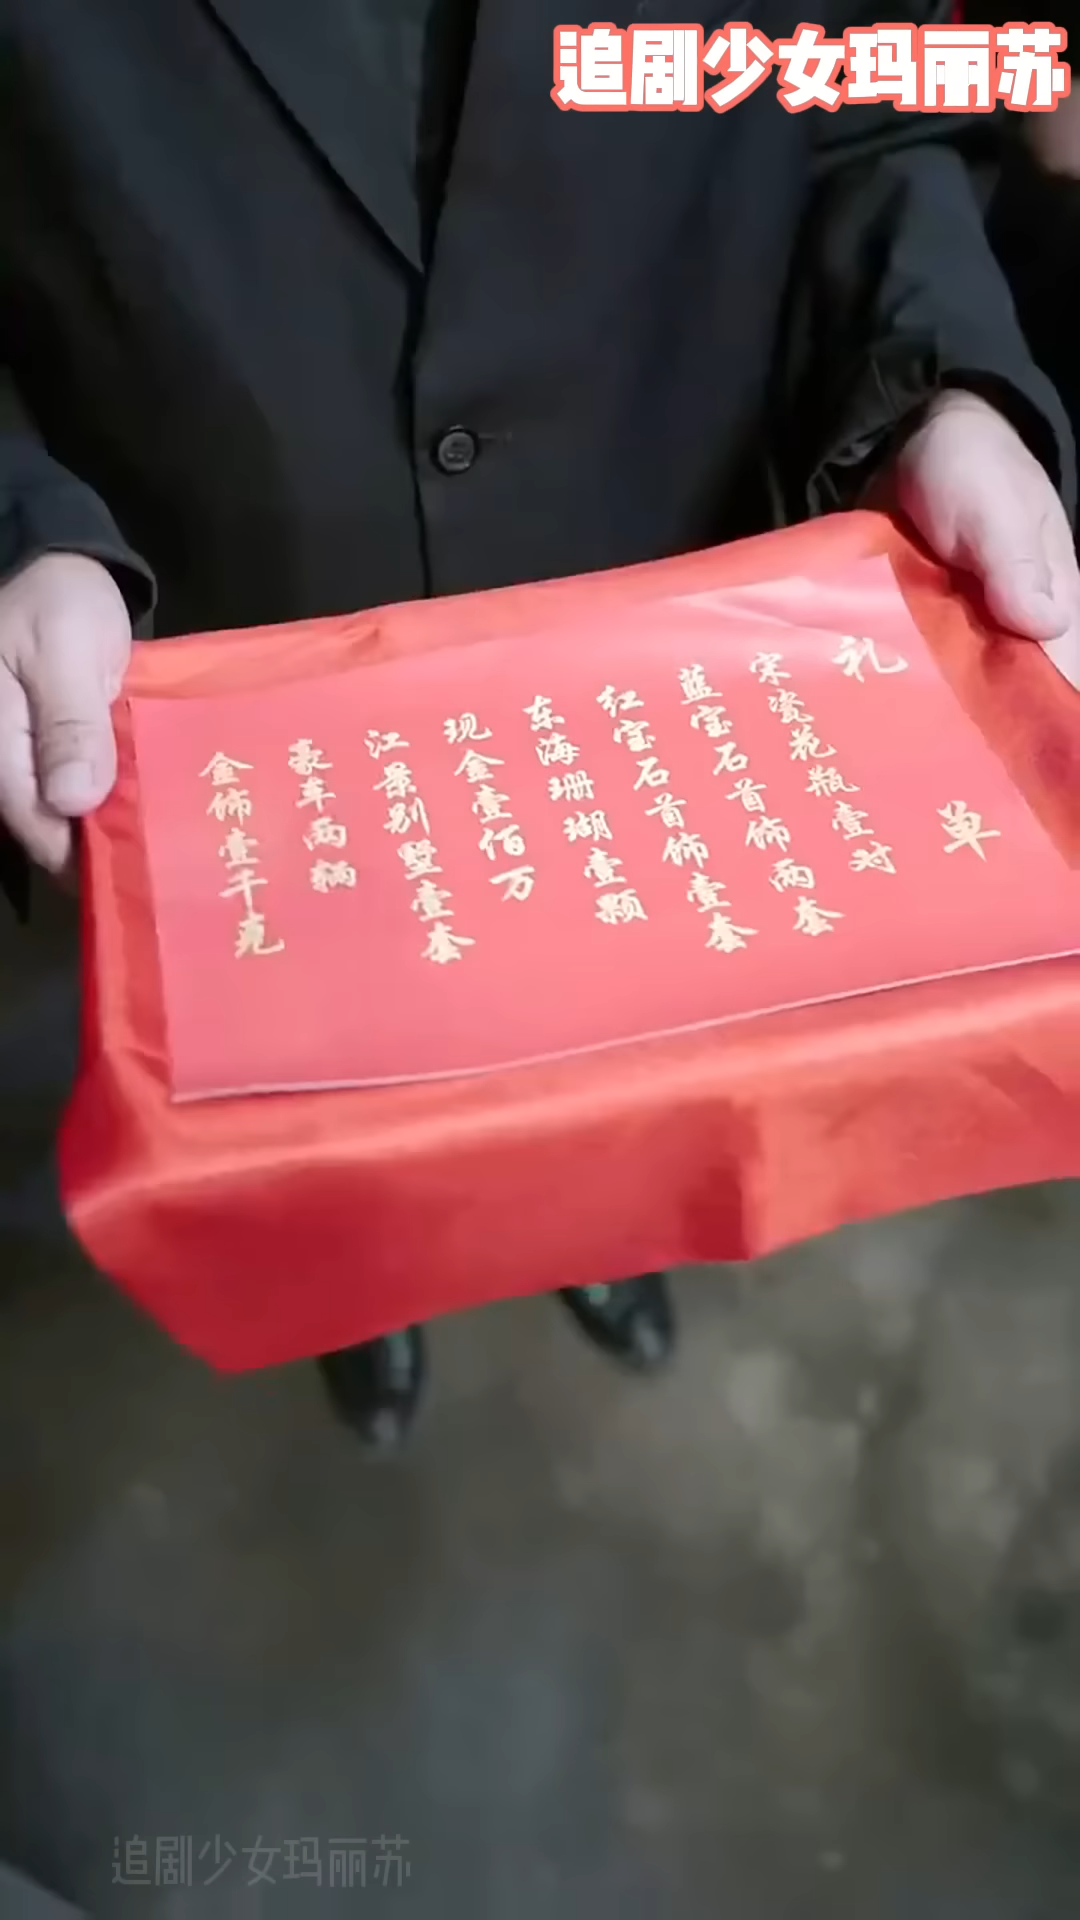 追剧少女玛丽苏
礼单
宋瓷花瓶壹对
蓝宝石首饰两套
红宝石首饰壹套
东海珊瑚壹颗
现金壹佰万
江景别墅壹套
豪车两辆
金饰壹千克
追剧少女玛丽苏